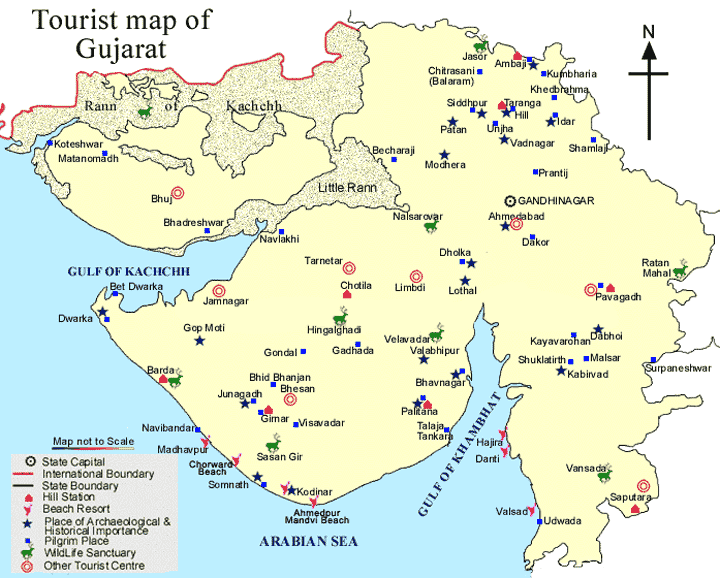 Tourist map of
Gujarat
N
Jasor
Ambaji
Chitrasani
(Balaram)
Kumbharia
Khedbrahma
Rann of Kachchh
Siddhpur
Taranga
Hill
Patan
Unjha
Idar
Koteshwar
Matanomadh
Becharaji
Vadnagar
Shamlaji
Modhera
Prantij
Little Rann
Bhuj
GANDHINAGAR
Nalsarovar
Ahmedabad
Bhadreshwar
Navlakhi
Dakor
Dholka
Tarnetar
Ratan
Mahal
GULF OF KACHCHH
Limbdi
Lothal
Bet Dwarka
Chotila
Jamnagar
Pavagadh
Dwarka
Gop Moti
Hingalghadi
Velavadar
Dabhoi
Kayavarohan
Gondal
Gadhada
Valabhipur
Shuklatirth
Malsar
Surpaneshwar
Barda
Bhid Bhanjan
Bhesan
Bhavnagar
Kabirvad
Junagadh
Girnar
Palitana
Visavadar
Talaja
Tankara
Navibandar
Madhavpur
GULF OF KHAMBHAT
Hajira
Danti
Map not to Scale
Sasan Gir
Chorward
Beach
State Capital
International Boundary
State Boundary
Hill Station
Beach Resort
Place of Archaeological &
Historical Importance
Pilgrim Place
WildLife Sanctuary
Other Tourist Centre
Somnath
Kodinar
Vansada
Saputara
Ahmedpur
Mandvi Beach
Valsad
Udwada
ARABIAN SEA